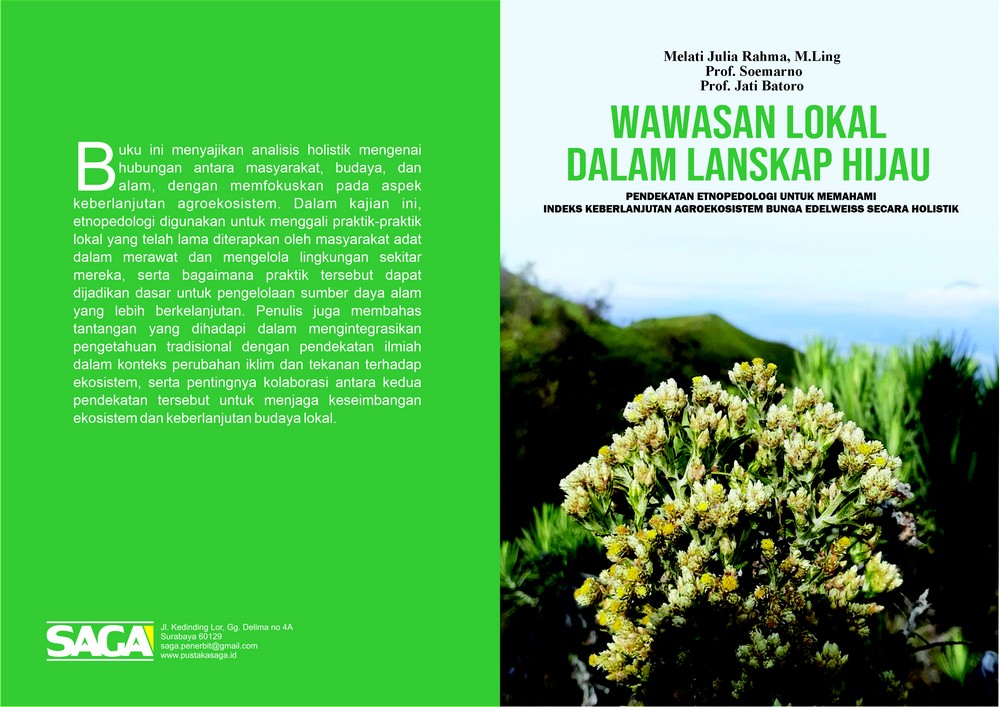 Buku ini menyajikan analisis holistik mengenai
hubungan antara masyarakat, budaya, dan
alam, dengan memfokuskan pada aspek
keberlanjutan agroekosistem. Dalam kajian ini,
etnopedologi digunakan untuk menggali praktik-praktik
lokal yang telah lama diterapkan oleh masyarakat adat
dalam merawat dan mengelola lingkungan sekitar
mereka, serta bagaimana praktik tersebut dapat
dijadikan dasar untuk pengelolaan sumber daya alam
yang lebih berkelanjutan. Penulis juga membahas
tantangan yang dihadapi dalam mengintegrasikan
pengetahuan tradisional dengan pendekatan ilmiah
dalam konteks perubahan iklim dan tekanan terhadap
ekosistem, serta pentingnya kolaborasi antara kedua
pendekatan tersebut untuk menjaga keseimbangan
ekosistem dan keberlanjutan budaya lokal.
SAGA
Jl. Kedinding Lor, Gg. Delima no 4A
Surabaya 60129
saga.penerbit@gmail.com
www.pustakasaga.id
Melati Julia Rahma, M.Ling
Prof. Soemarno
Prof. Jati Batoro
WAWASAN LOKAL
DALAM LANSKAP HIJAU
PENDEKATAN ETNOPEDOLOGI UNTUK MEMAHAMI
INDEKS KEBERLANJUTAN AGROEKOSISTEM BUNGA EDELWEISS SECARA HOLISTIK